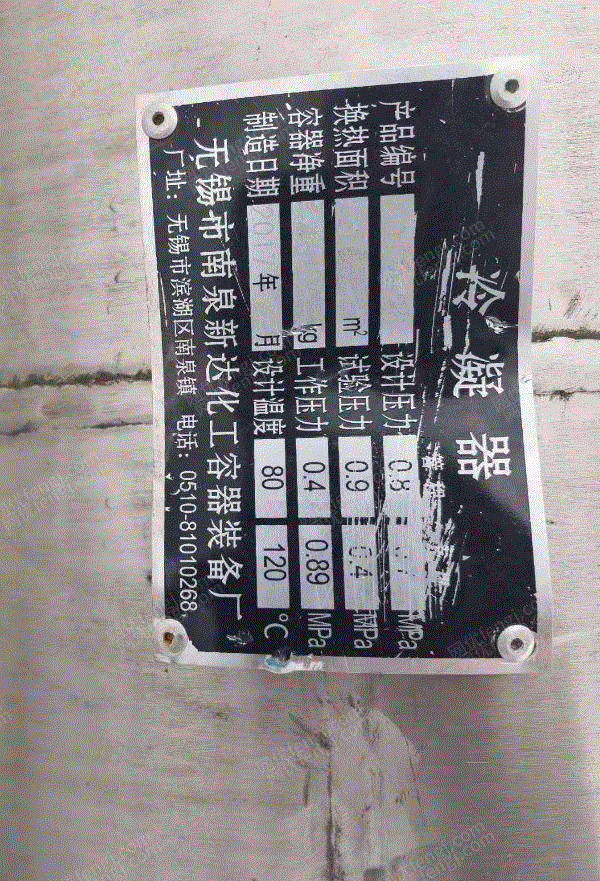 冷凝器
管程
产品编号 设计压力 MPa
换热面积 m² 试验压力 0.9 MPa
容器净重 kg 工作压力 0.4 0.89 MPa
制造日期 2017年 月 设计温度 80 120 ℃
无锡市南泉新达化工容器装备厂
厂址：无锡市滨湖区南泉镇 电话：0510-81010268